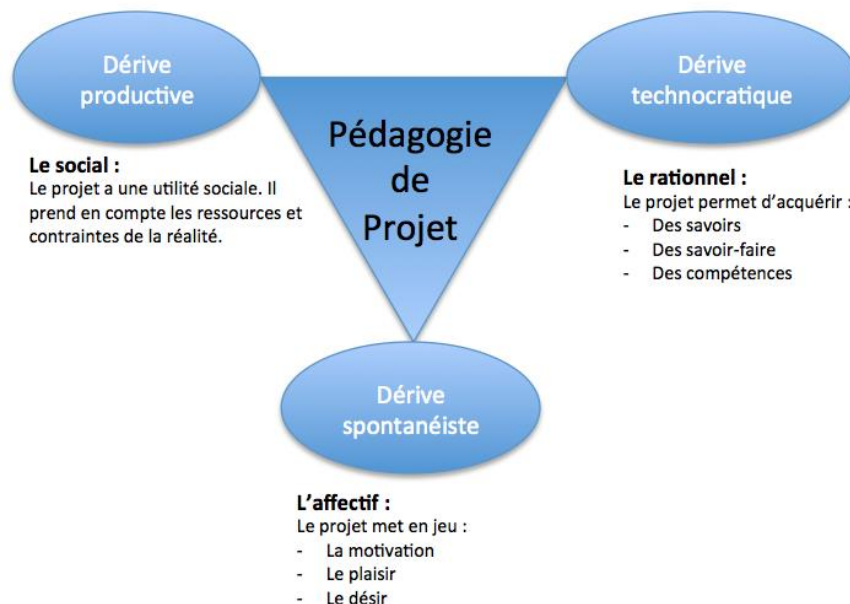 Dérive
productive
Dérive
technocratique
Pédagogie
de
Projet
Le social :
Le projet a une utilité sociale. Il
prend en compte les ressources et
contraintes de la réalité.
Le rationnel :
Le projet permet d’acquérir :
- Des savoirs
- Des savoir-faire
- Des compétences
Dérive
spontanéiste
L’affectif :
Le projet met en jeu :
- La motivation
- Le plaisir
- Le désir